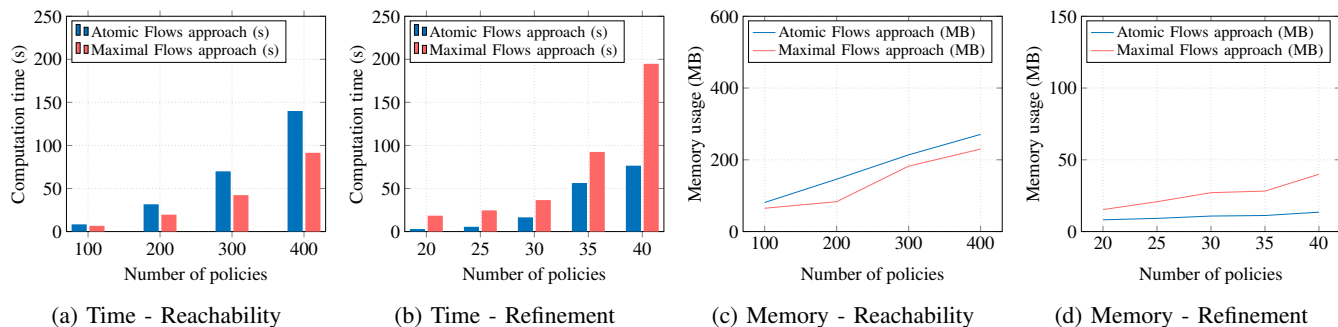 Atomic Flows approach (s)
Maximal Flows approach (s)
Computation time (s)
250
200
150
100
50
0
100
200
300
400
Number of policies
(a) Time - Reachability
Atomic Flows approach (s)
Maximal Flows approach (s)
Computation time (s)
250
200
150
100
50
0
20
25
30
35
40
Number of policies
(b) Time - Refinement
Atomic Flows approach (MB)
Maximal Flows approach (MB)
Memory usage (MB)
600
400
200
0
100
200
300
400
Number of policies
(c) Memory - Reachability
Atomic Flows approach (MB)
Maximal Flows approach (MB)
Memory usage (MB)
150
100
50
0
20
25
30
35
40
Number of policies
(d) Memory - Refinement